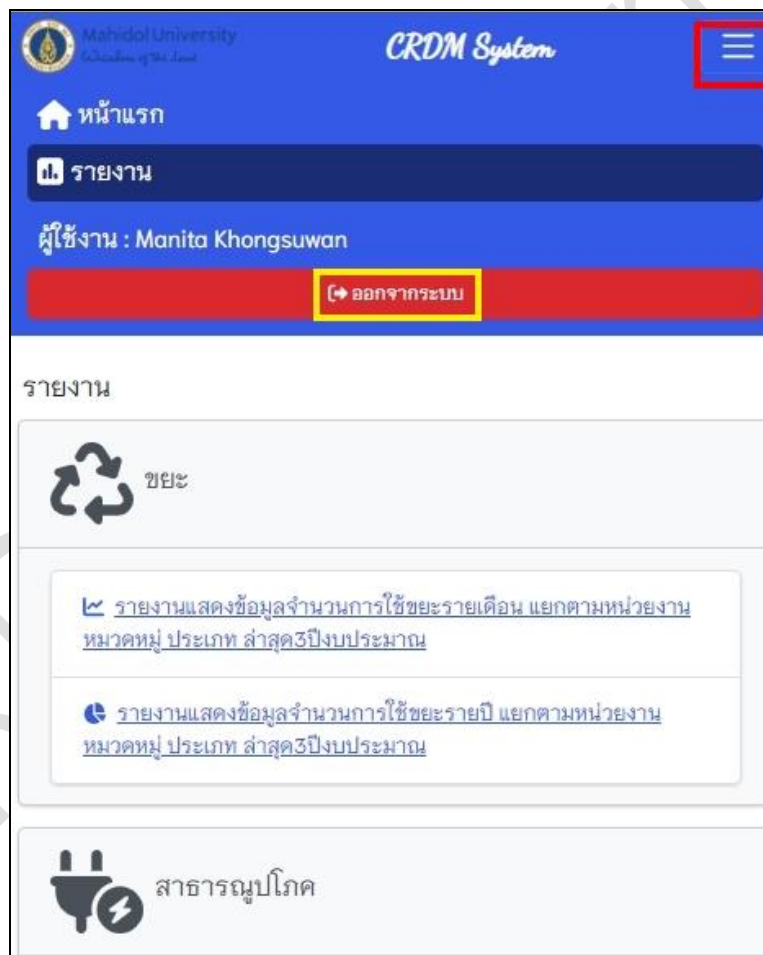 Mahidol University
Wisdom of the Land
CRDM System
หน้าแรก
รายงาน
ผู้ใช้งาน : Manita Khongsuwan
ออกจากระบบ
รายงาน
ขยะ
รายงานแสดงข้อมูลจำนวนการใช้ขยะรายเดือน แยกตามหน่วยงาน
หมวดหมู่ ประเภท ล่าสุด3ปีงบประมาณ
รายงานแสดงข้อมูลจำนวนการใช้ขยะรายปี แยกตามหน่วยงาน
หมวดหมู่ ประเภท ล่าสุด3ปีงบประมาณ
สาธารณูปโภค